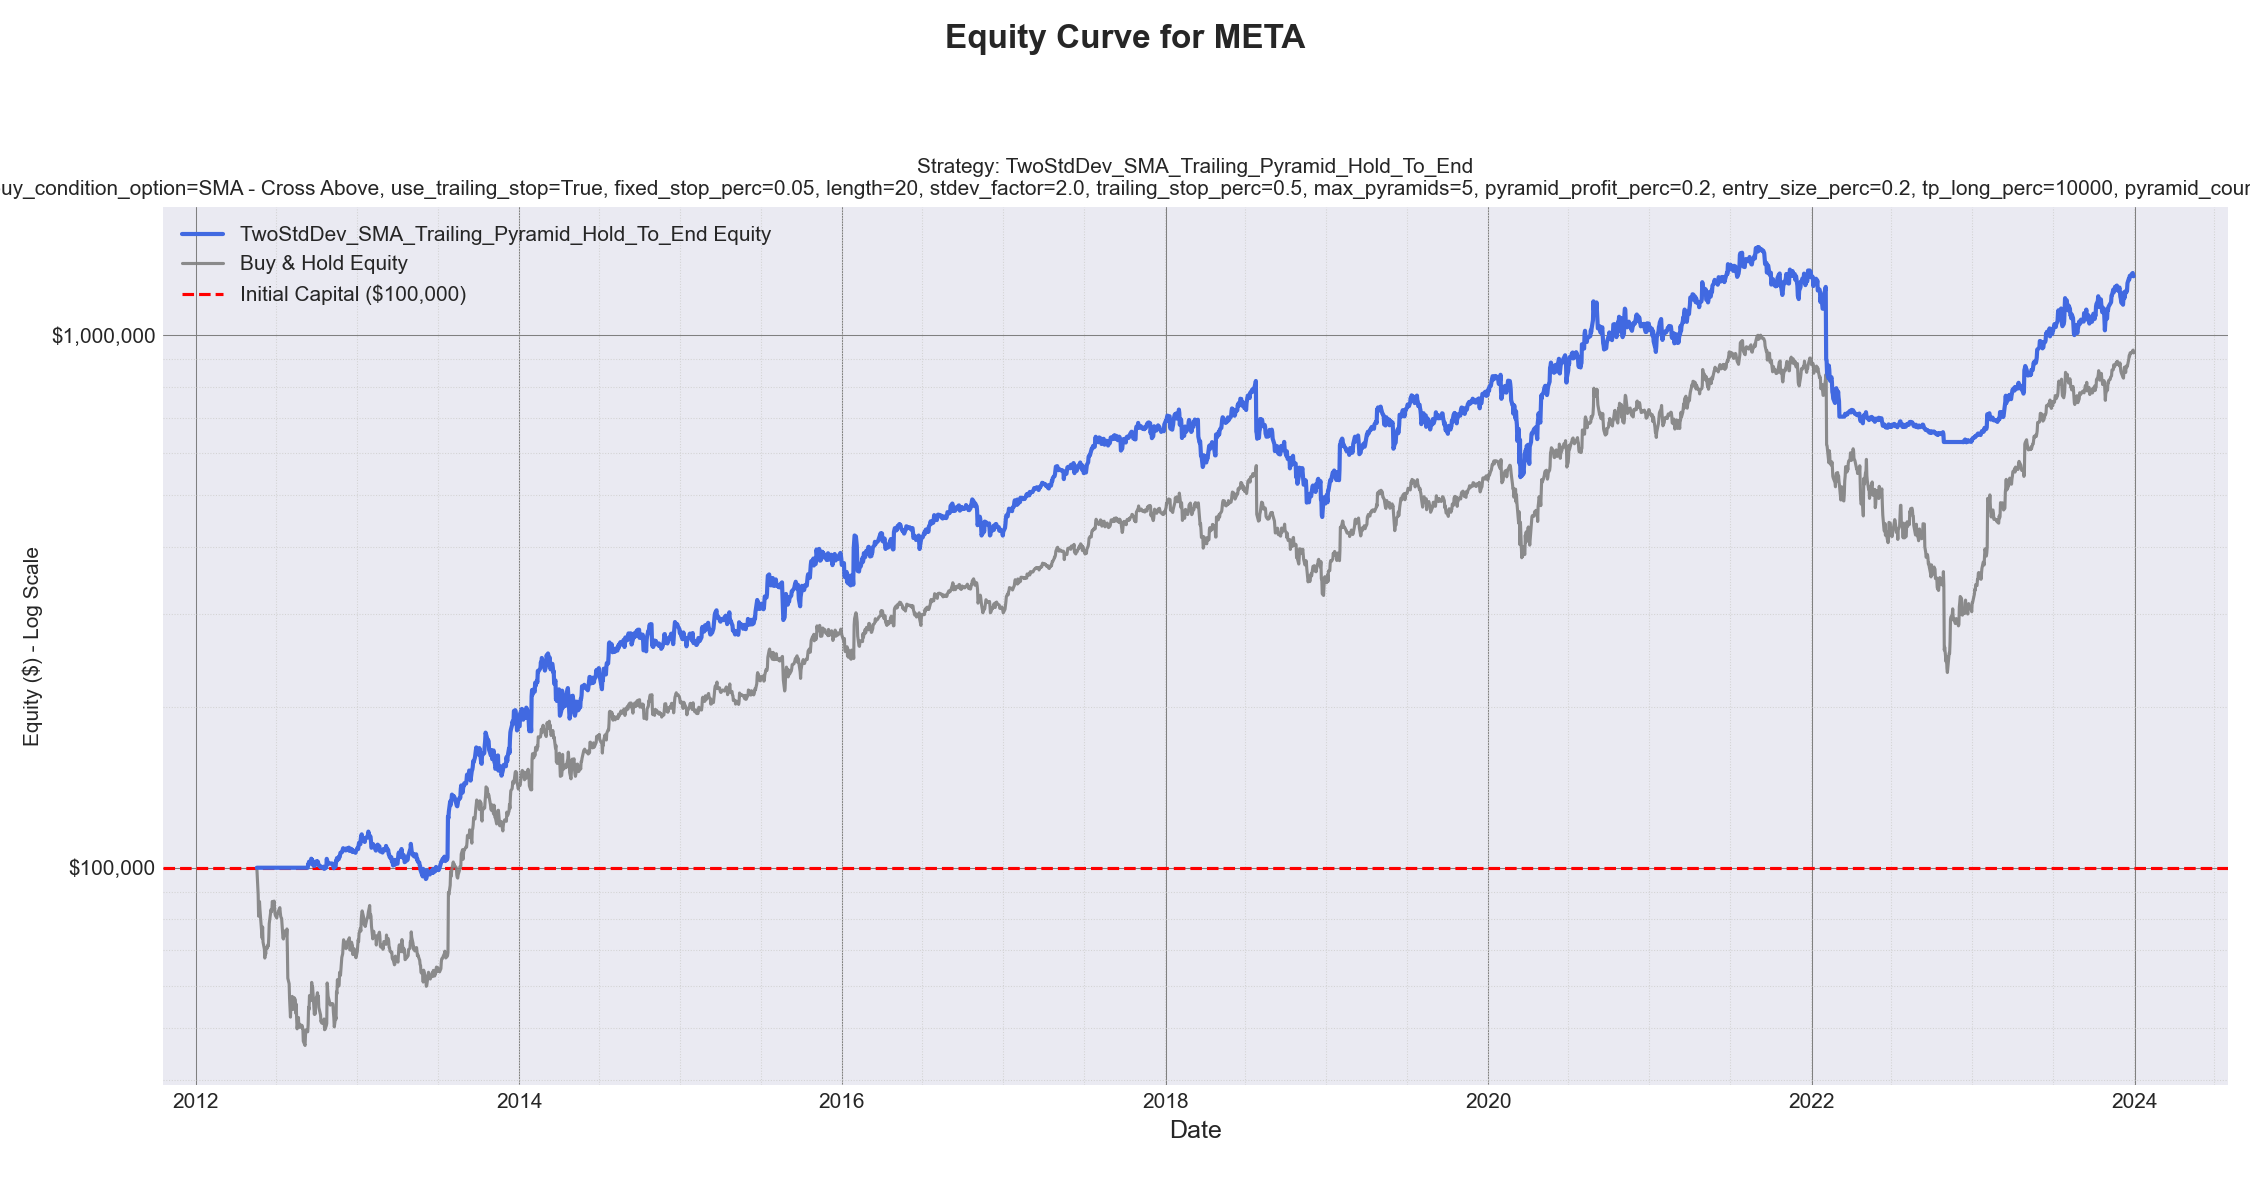 Equity Curve for META
Strategy: TwoStdDev_SMA_Trailing_Pyramid_Hold_To_End
uy_condition_option=SMA - Cross Above, use_trailing_stop=True, fixed_stop_perc=0.05, length=20, stdev_factor=2.0, trailing_stop_perc=0.5, max_pyramids=5, pyramid_profit_perc=0.2, entry_size_perc=0.2, tp_long_perc=10000, pyramid_cour
TwoStdDev_SMA_Trailing_Pyramid_Hold_To_End Equity
Buy & Hold Equity
Initial Capital ($100,000)
$1,000,000
$100,000
Equity ($) - Log Scale
2012 2014 2016 2018 2020 2022 2024
Date